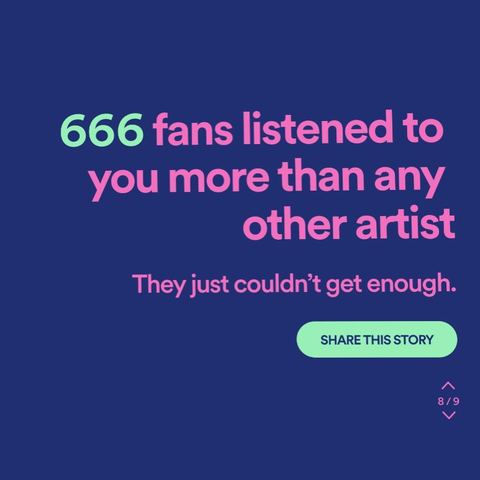 666 fans listened to
you more than any
other artist
They just couldn’t get enough.
SHARE THIS STORY
8/9